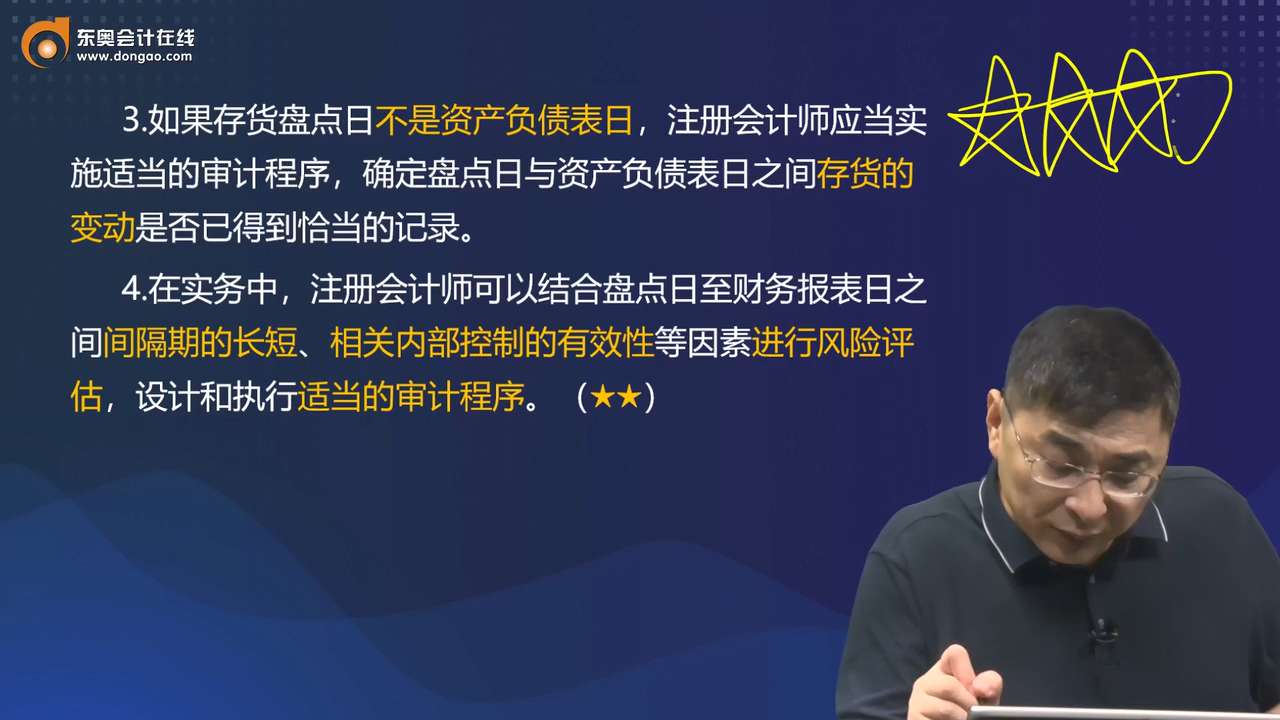 东奥会计在线
www.dongao.com
3.如果存货盘点日不是资产负债表日，注册会计师应当实
施适当的审计程序，确定盘点日与资产负债表日之间存货的
变动是否已得到恰当的记录。
4.在实务中，注册会计师可以结合盘点日至财务报表日之
间间隔期的长短、相关内部控制的有效性等因素进行风险评
估，设计和执行适当的审计程序。（★★）